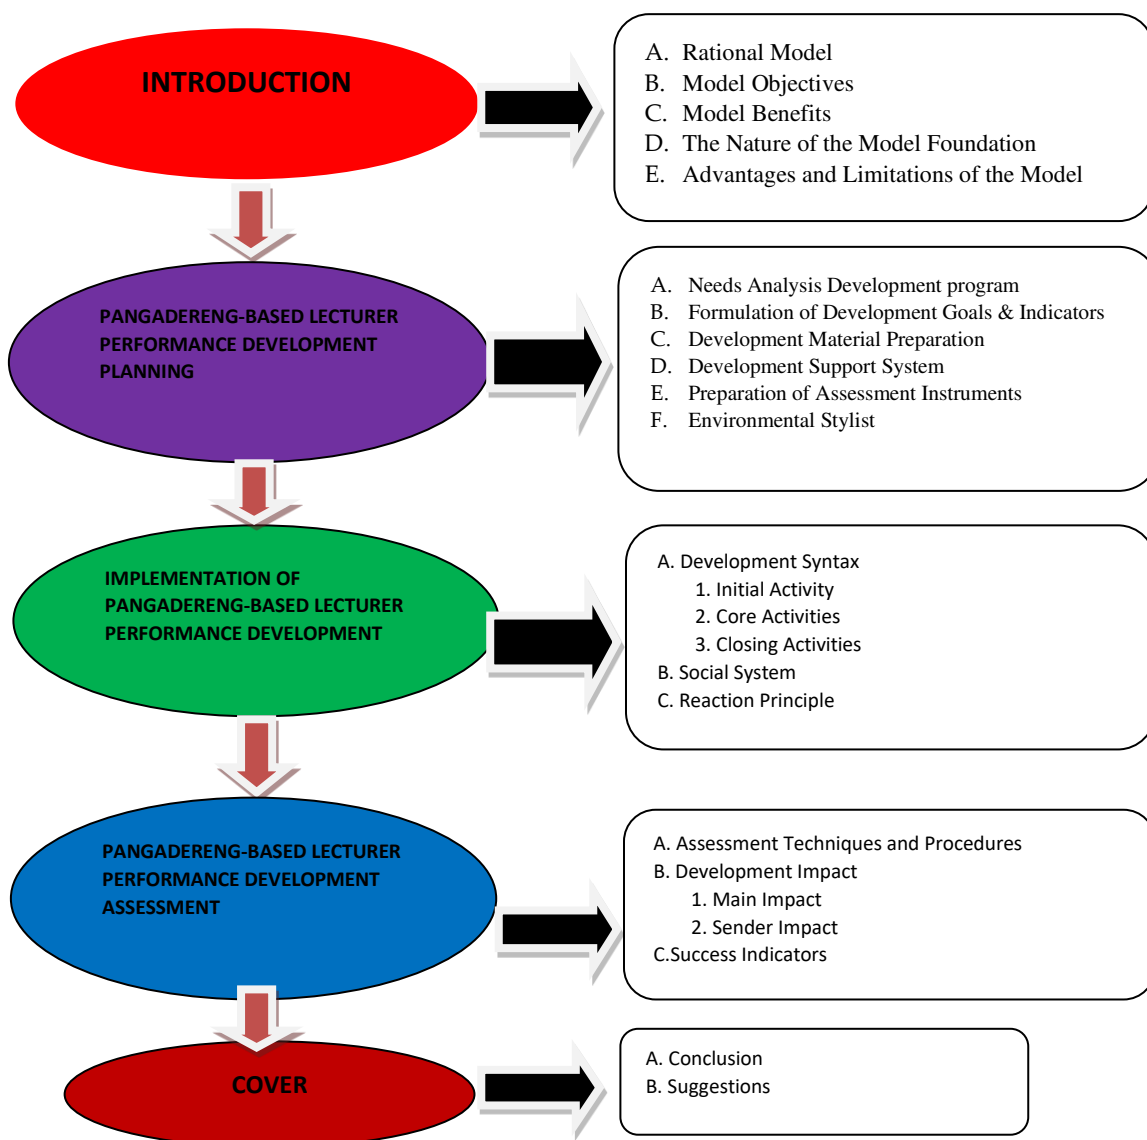 INTRODUCTION
A. Rational Model
B. Model Objectives
C. Model Benefits
D. The Nature of the Model Foundation
E. Advantages and Limitations of the Model
PANGADERENG-BASED LECTURER
PERFORMANCE DEVELOPMENT
PLANNING
A. Needs Analysis Development program
B. Formulation of Development Goals & Indicators
C. Development Material Preparation
D. Development Support System
E. Preparation of Assessment Instruments
F. Environmental Stylist
IMPLEMENTATION OF
PANGADERENG-BASED LECTURER
PERFORMANCE DEVELOPMENT
A. Development Syntax
1. Initial Activity
2. Core Activities
3. Closing Activities
B. Social System
C. Reaction Principle
PANGADERENG-BASED LECTURER
PERFORMANCE DEVELOPMENT
ASSESSMENT
A. Assessment Techniques and Procedures
B. Development Impact
1. Main Impact
2. Sender Impact
C.Success Indicators
COVER
A. Conclusion
B. Suggestions